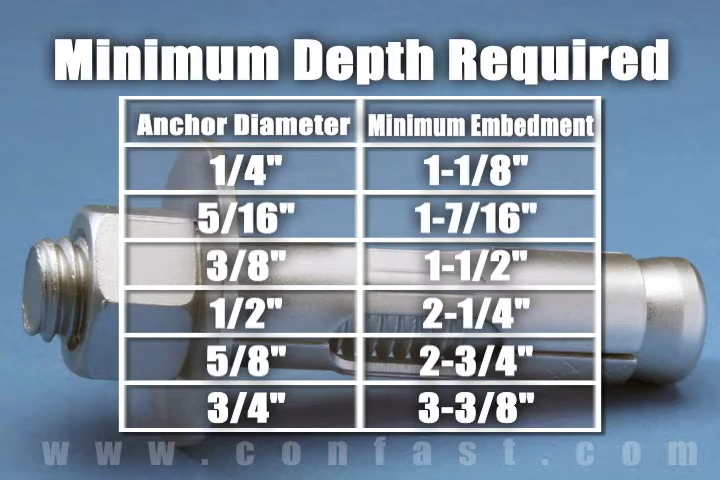 Minimum Depth Required
Anchor Diameter Minimum Embedment
1/4" 1-1/8"
5/16" 1-7/16"
3/8" 1-1/2"
1/2" 2-1/4"
5/8" 2-3/4"
3/4" 3-3/8"
www.confast.com